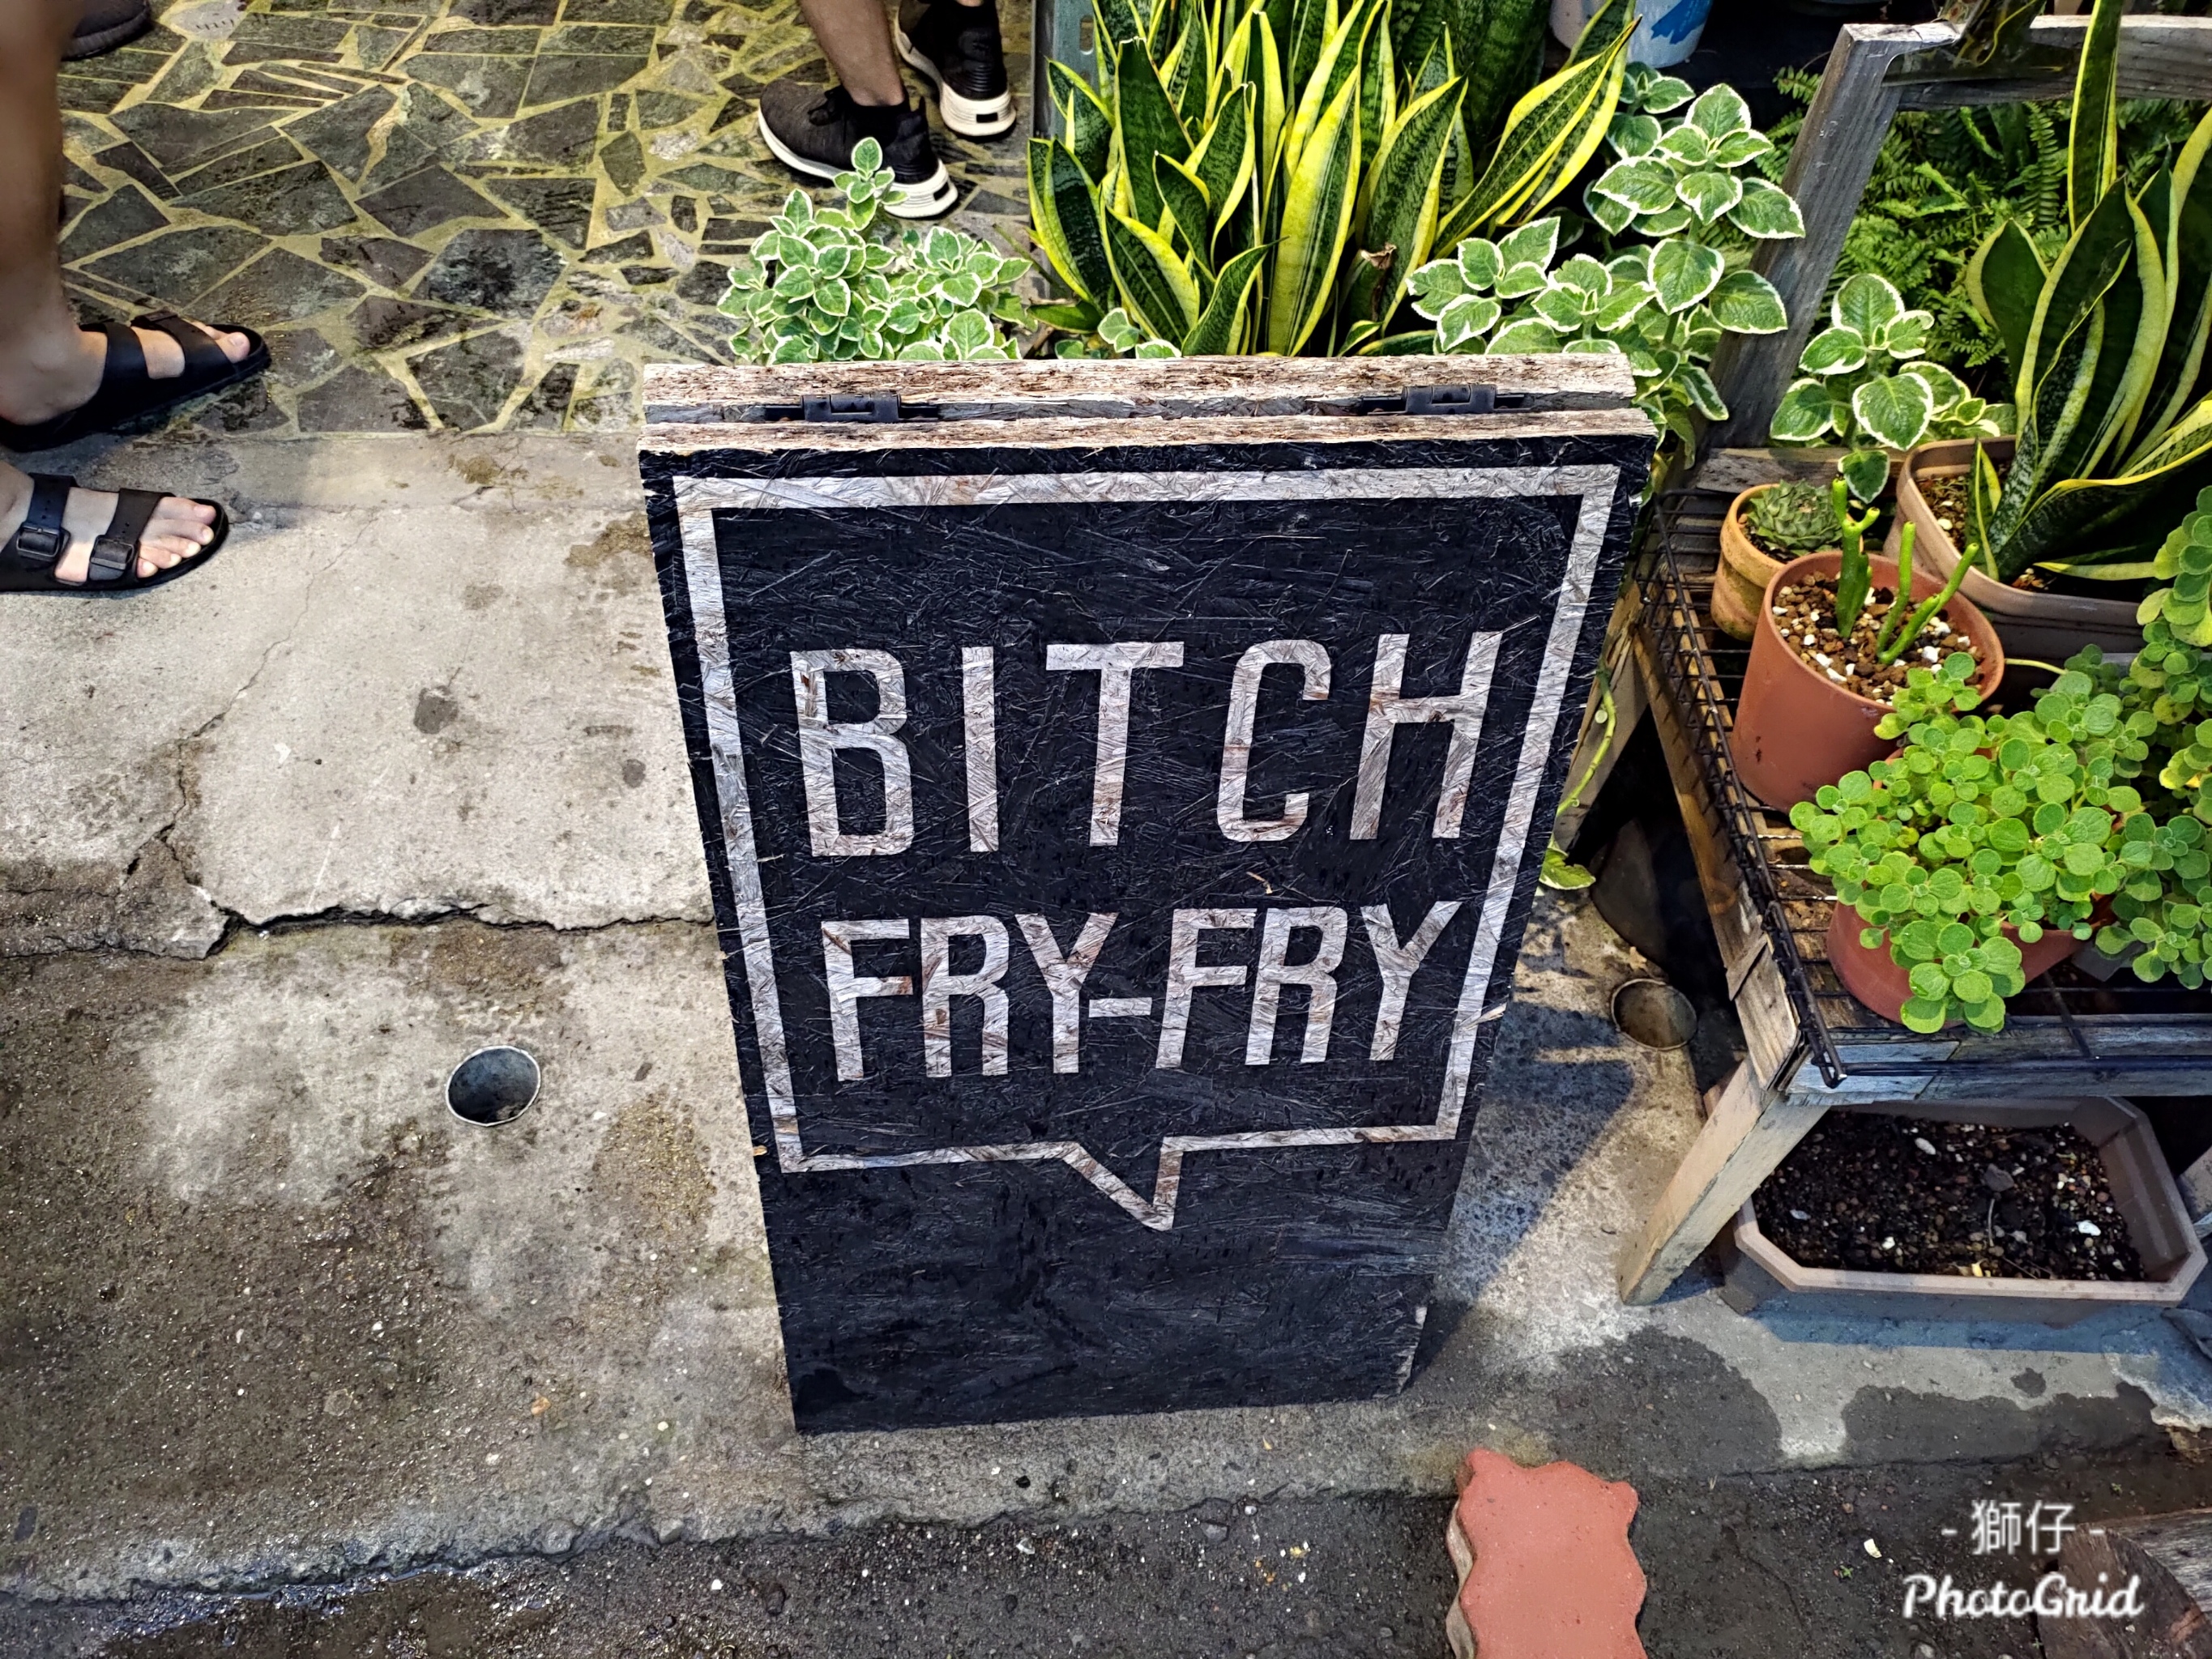 BITCH
FRY-FRY
- 獅仔 -
PhotoGrid